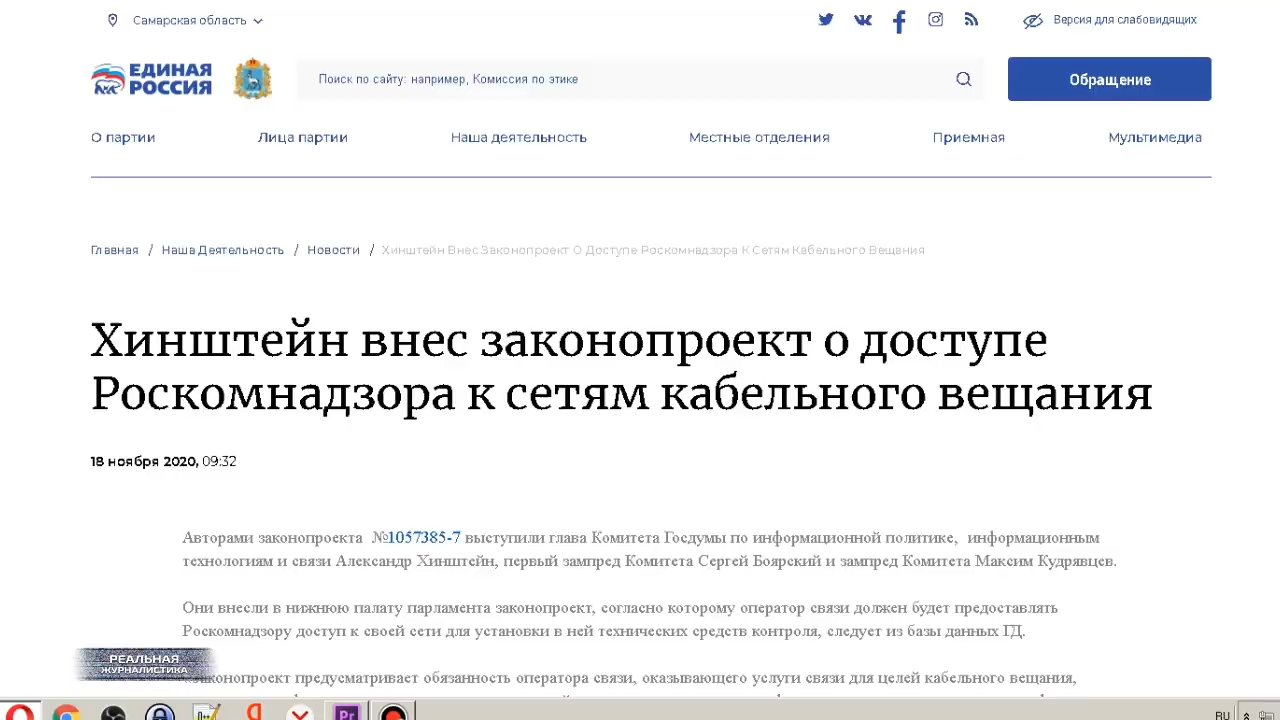 Самарская область
Версия для слабовидящих
ЕДИНАЯ
РОССИЯ
Поиск по сайту: например, Комиссия по этике
Обращение
О партии
Лица партии
Наша деятельность
Местные отделения
Приемная
Мультимедиа
Главная / Наша Деятельность / Новости / Хинштейн Внес Законопроект О Доступе Роскомнадзора К Сетям Кабельного Вещания
Хинштейн внес законопроект о доступе
Роскомнадзора к сетям кабельного вещания
18 ноября 2020, 09:32
Авторами законопроекта №1057385-7 выступили глава Комитета Госдумы по информационной политике, информационным
технологиям и связи Александр Хинштейн, первый зампред Комитета Сергей Боярский и зампред Комитета Максим Кудрявцев.
Они внесли в нижнюю палату парламента законопроект, согласно которому оператор связи должен будет предоставлять
Роскомнадзору доступ к своей сети для установки в ней технических средств контроля, следует из базы данных ГД.
РЕАЛЬНАЯ
ЖУРНАЛИСТИКА
законопроект предусматривает обязанность оператора связи, оказывающего услуги связи для целей кабельного вещания,
Pr
RU